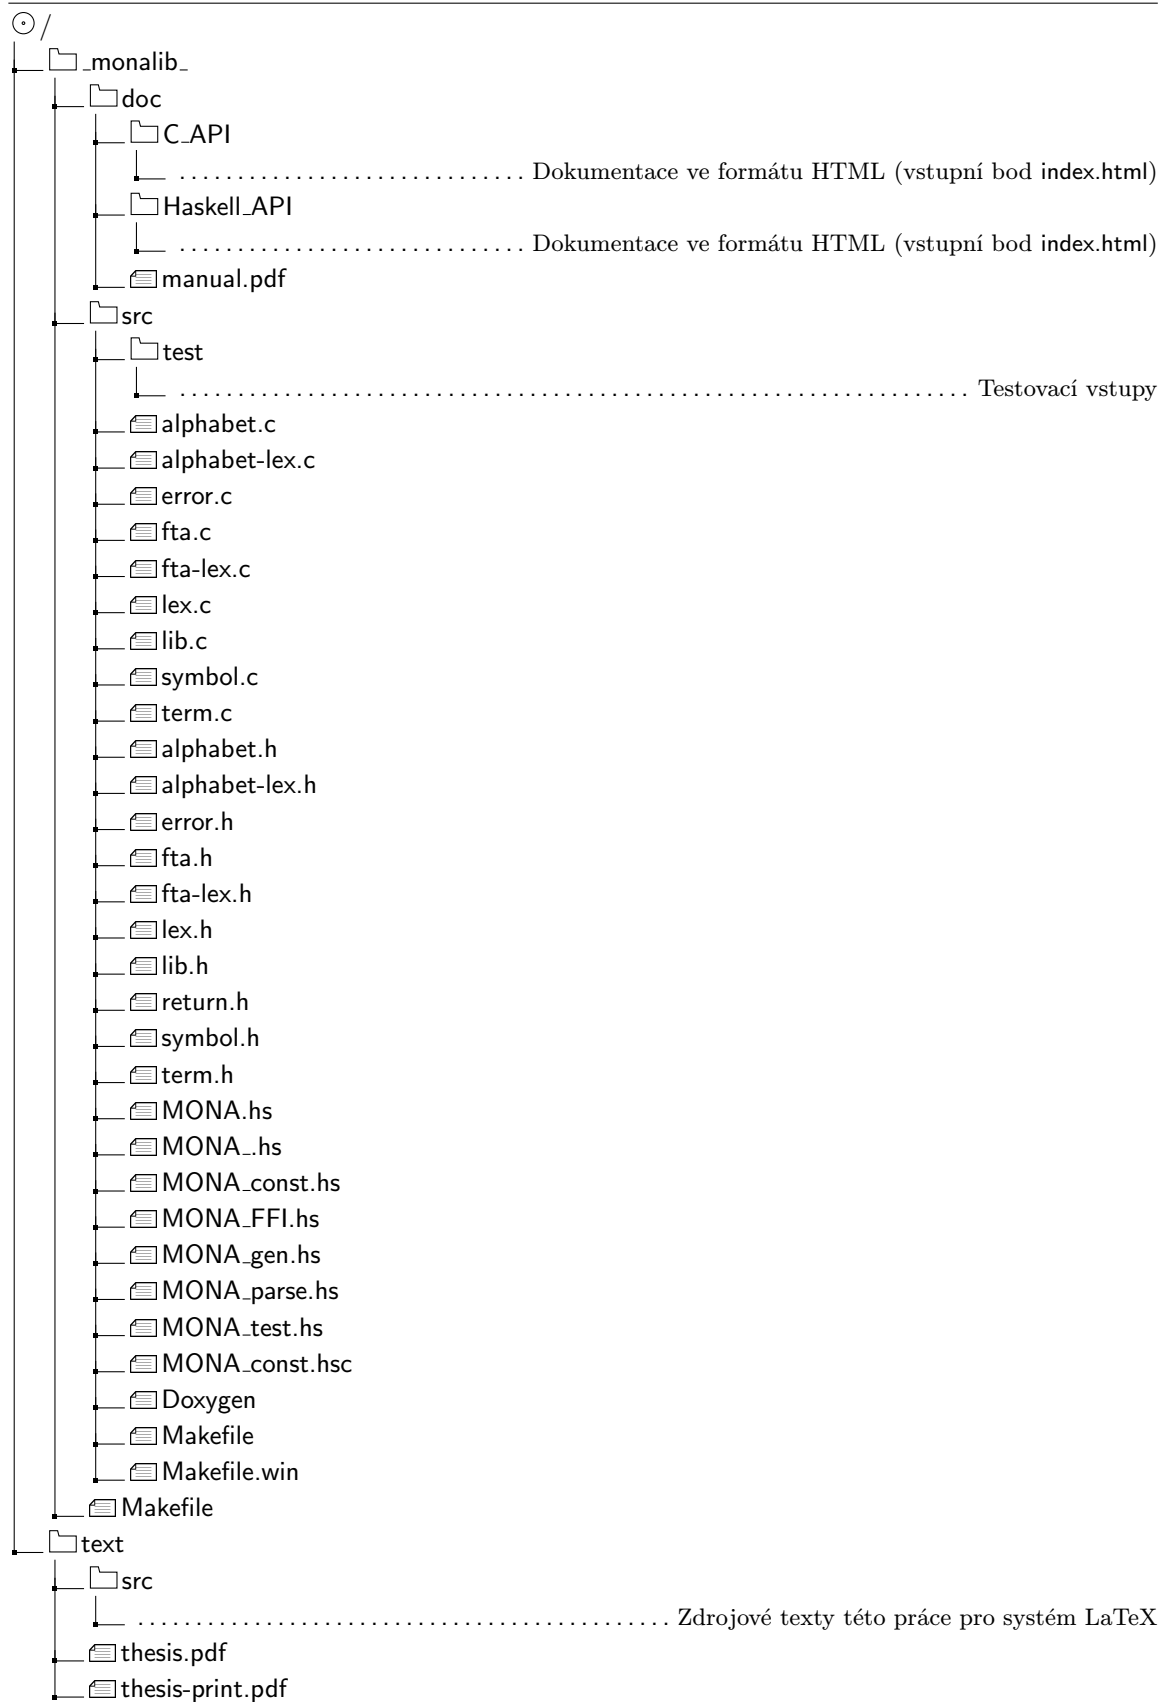 /
_monalib_
doc
C_API
Dokumentace ve formátu HTML (vstupní bod index.html)
Haskell_API
Dokumentace ve formátu HTML (vstupní bod index.html)
manual.pdf
src
test
Testovací vstupy
alphabet.c
alphabet-lex.c
error.c
fta.c
fta-lex.c
lex.c
lib.c
symbol.c
term.c
alphabet.h
alphabet-lex.h
error.h
fta.h
fta-lex.h
lex.h
lib.h
return.h
symbol.h
term.h
MONA.hs
MONA_.hs
MONA_const.hs
MONA_FFI.hs
MONA_gen.hs
MONA_parse.hs
MONA_test.hs
MONA_const.hsc
Doxygen
Makefile
Makefile.win
Makefile
text
src
Zdrojové texty této práce pro systém LaTeX
thesis.pdf
thesis-print.pdf